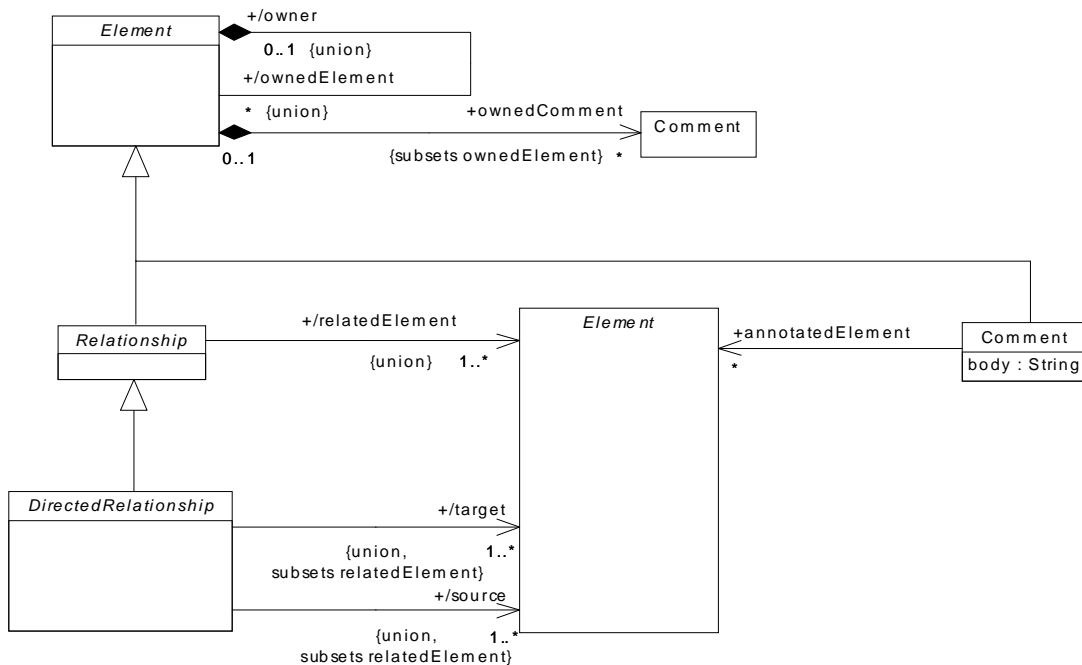 +/owner
Element
0..1 {union}
+/ownedElement
* {union}
+ownedComment
Comment
0..1
{subsets ownedElement} *
+/relatedElement
Element
+annotatedElement
Relationship
Comment
{union} 1..*
*
body : String
DirectedRelationship
+/target
{union, 1..*
subsets relatedElement}
+/source
{union, 1..*
subsets relatedElement}